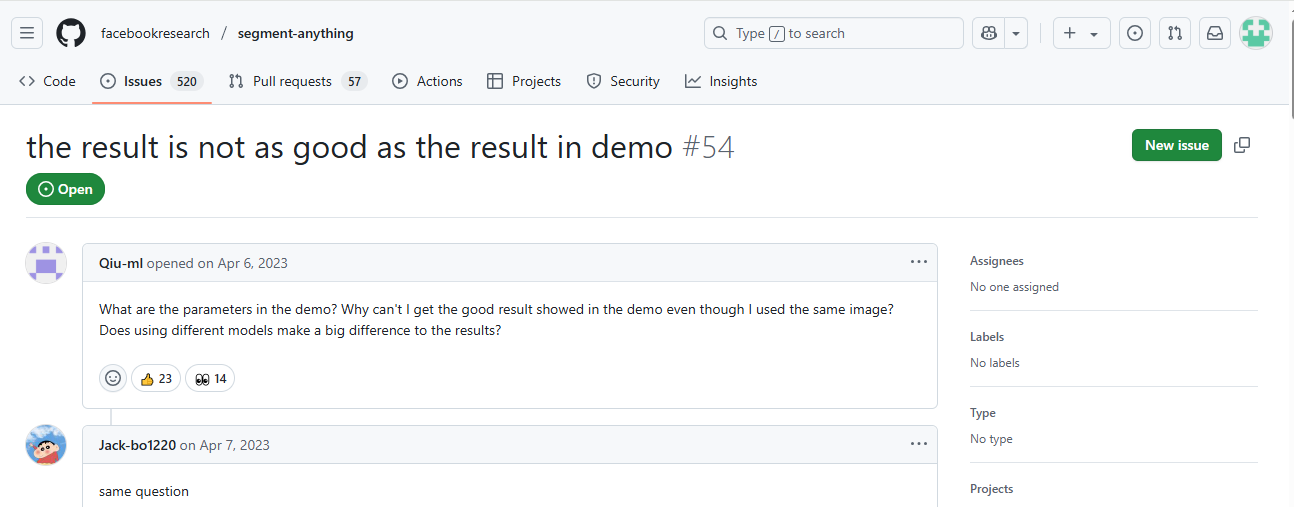 facebookresearch / segment-anything
Type / to search
Code
Issues 520
Pull requests 57
Actions
Projects
Security
Insights
the result is not as good as the result in demo #54
New issue
Open
Qiu-ml opened on Apr 6, 2023
What are the parameters in the demo? Why can't I get the good result showed in the demo even though I used the same image?
Does using different models make a big difference to the results?
👍 23
👀 14
Assignees
No one assigned
Labels
No labels
Type
No type
Projects
Jack-bo1220 on Apr 7, 2023
same question